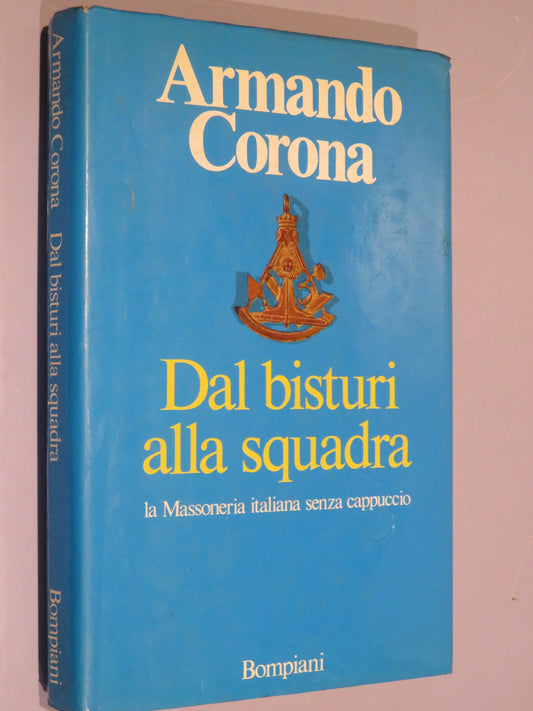 Armando
Corona
Dal bisturi
alla squadra
la Massoneria italiana senza cappuccio
Bompiani
Armando Corona Dal bisturi alla squadra Bompiani